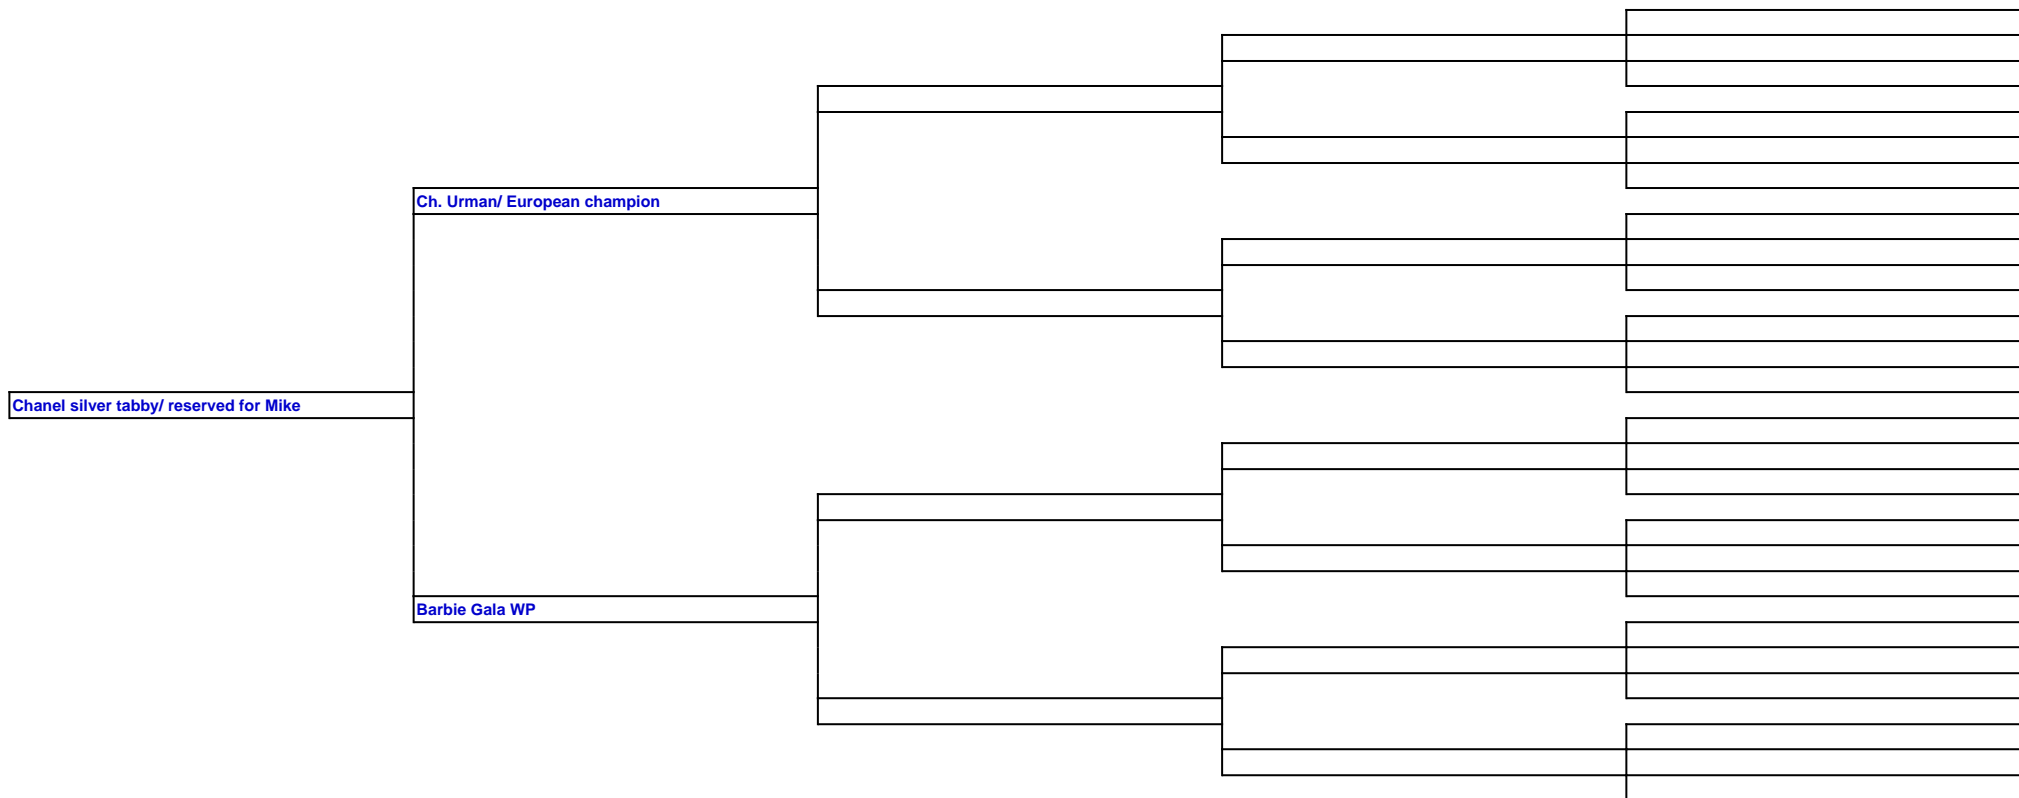 Ch. Urman/ European champion
Chanel silver tabby/ reserved for Mike
Barbie Gala WP